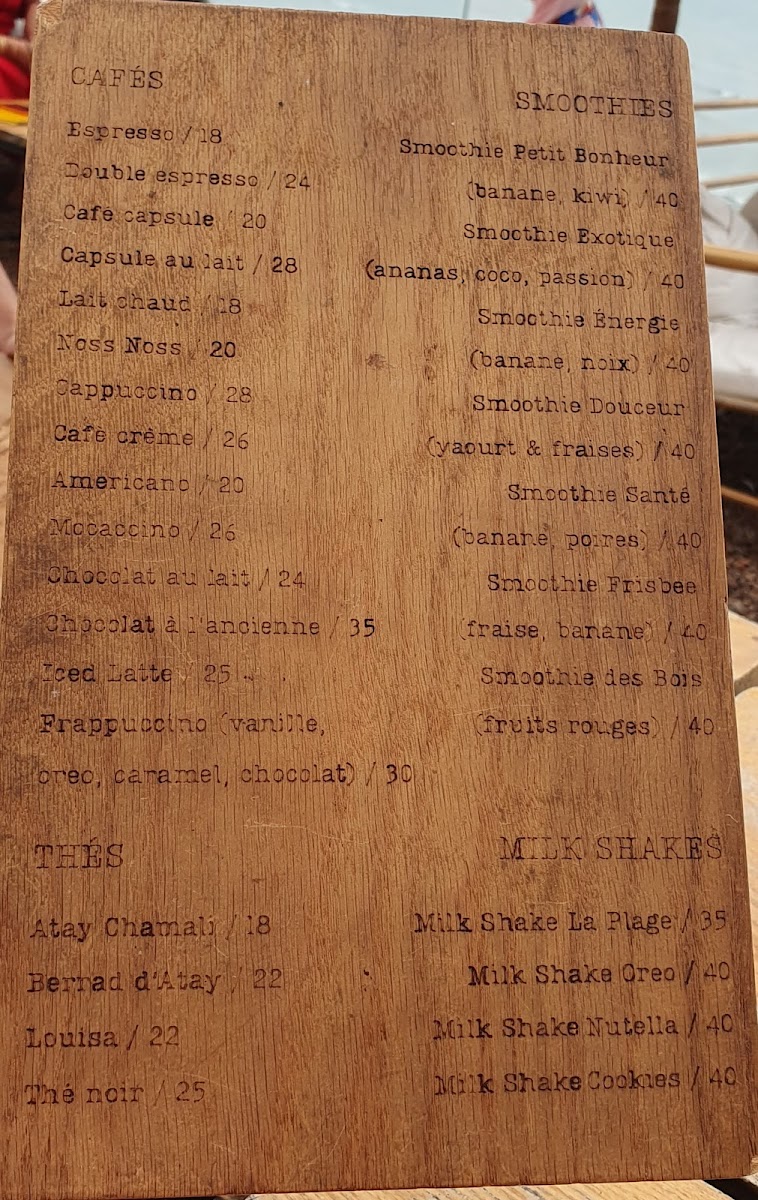 CAFÉS
Espresso / 18
Double espresso / 24
Café capsule / 20
Capsule au lait / 28
Lait chaud / 18
Noss Noss / 20
Cappuccino / 28
Café crème / 26
Americano / 20
Mocaccino / 26
Chocolat au lait / 24
Chocolat à l'ancienne / 35
Iced Latte / 25
Frappuccino (vanille,
oreo, caramel, chocolat) / 30
THÉS
Atay Chamali / 18
Berrad d'Atay / 22
Louisa / 22
Thé noir / 25
SMOOTHIES
Smoothie Petit Bonheur
(banane, kiwi) / 40
Smoothie Exotique
(ananas, coco, passion) / 40
Smoothie Énergie
(banane, noix) / 40
Smoothie Douceur
(yaourt & fraises) / 40
Smoothie Santé
(banane, poires) / 40
Smoothie Frisbee
(fraise, banane) / 40
Smoothie des Bois
(fruits rouges) / 40
MILK SHAKES
Milk Shake La Plage / 35
Milk Shake Oreo / 40
Milk Shake Nutella / 40
Milk Shake Cookies / 40